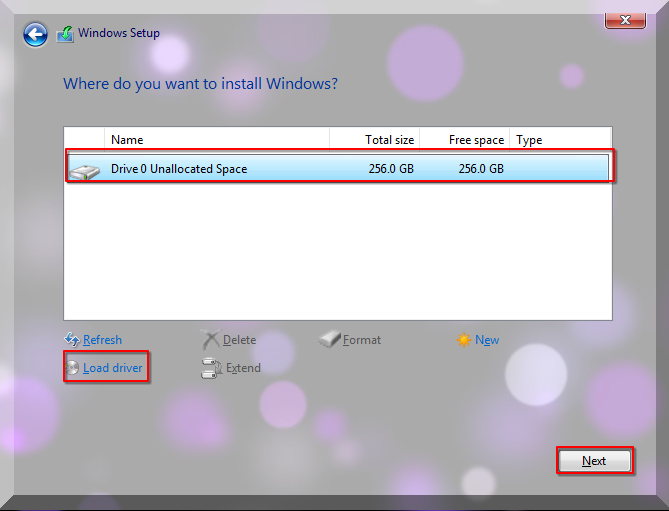 Windows Setup
Where do you want to install Windows?
Name Total size Free space Type
Drive 0 Unallocated Space 256.0 GB 256.0 GB
Refresh Delete Format New
Load driver Extend
Next